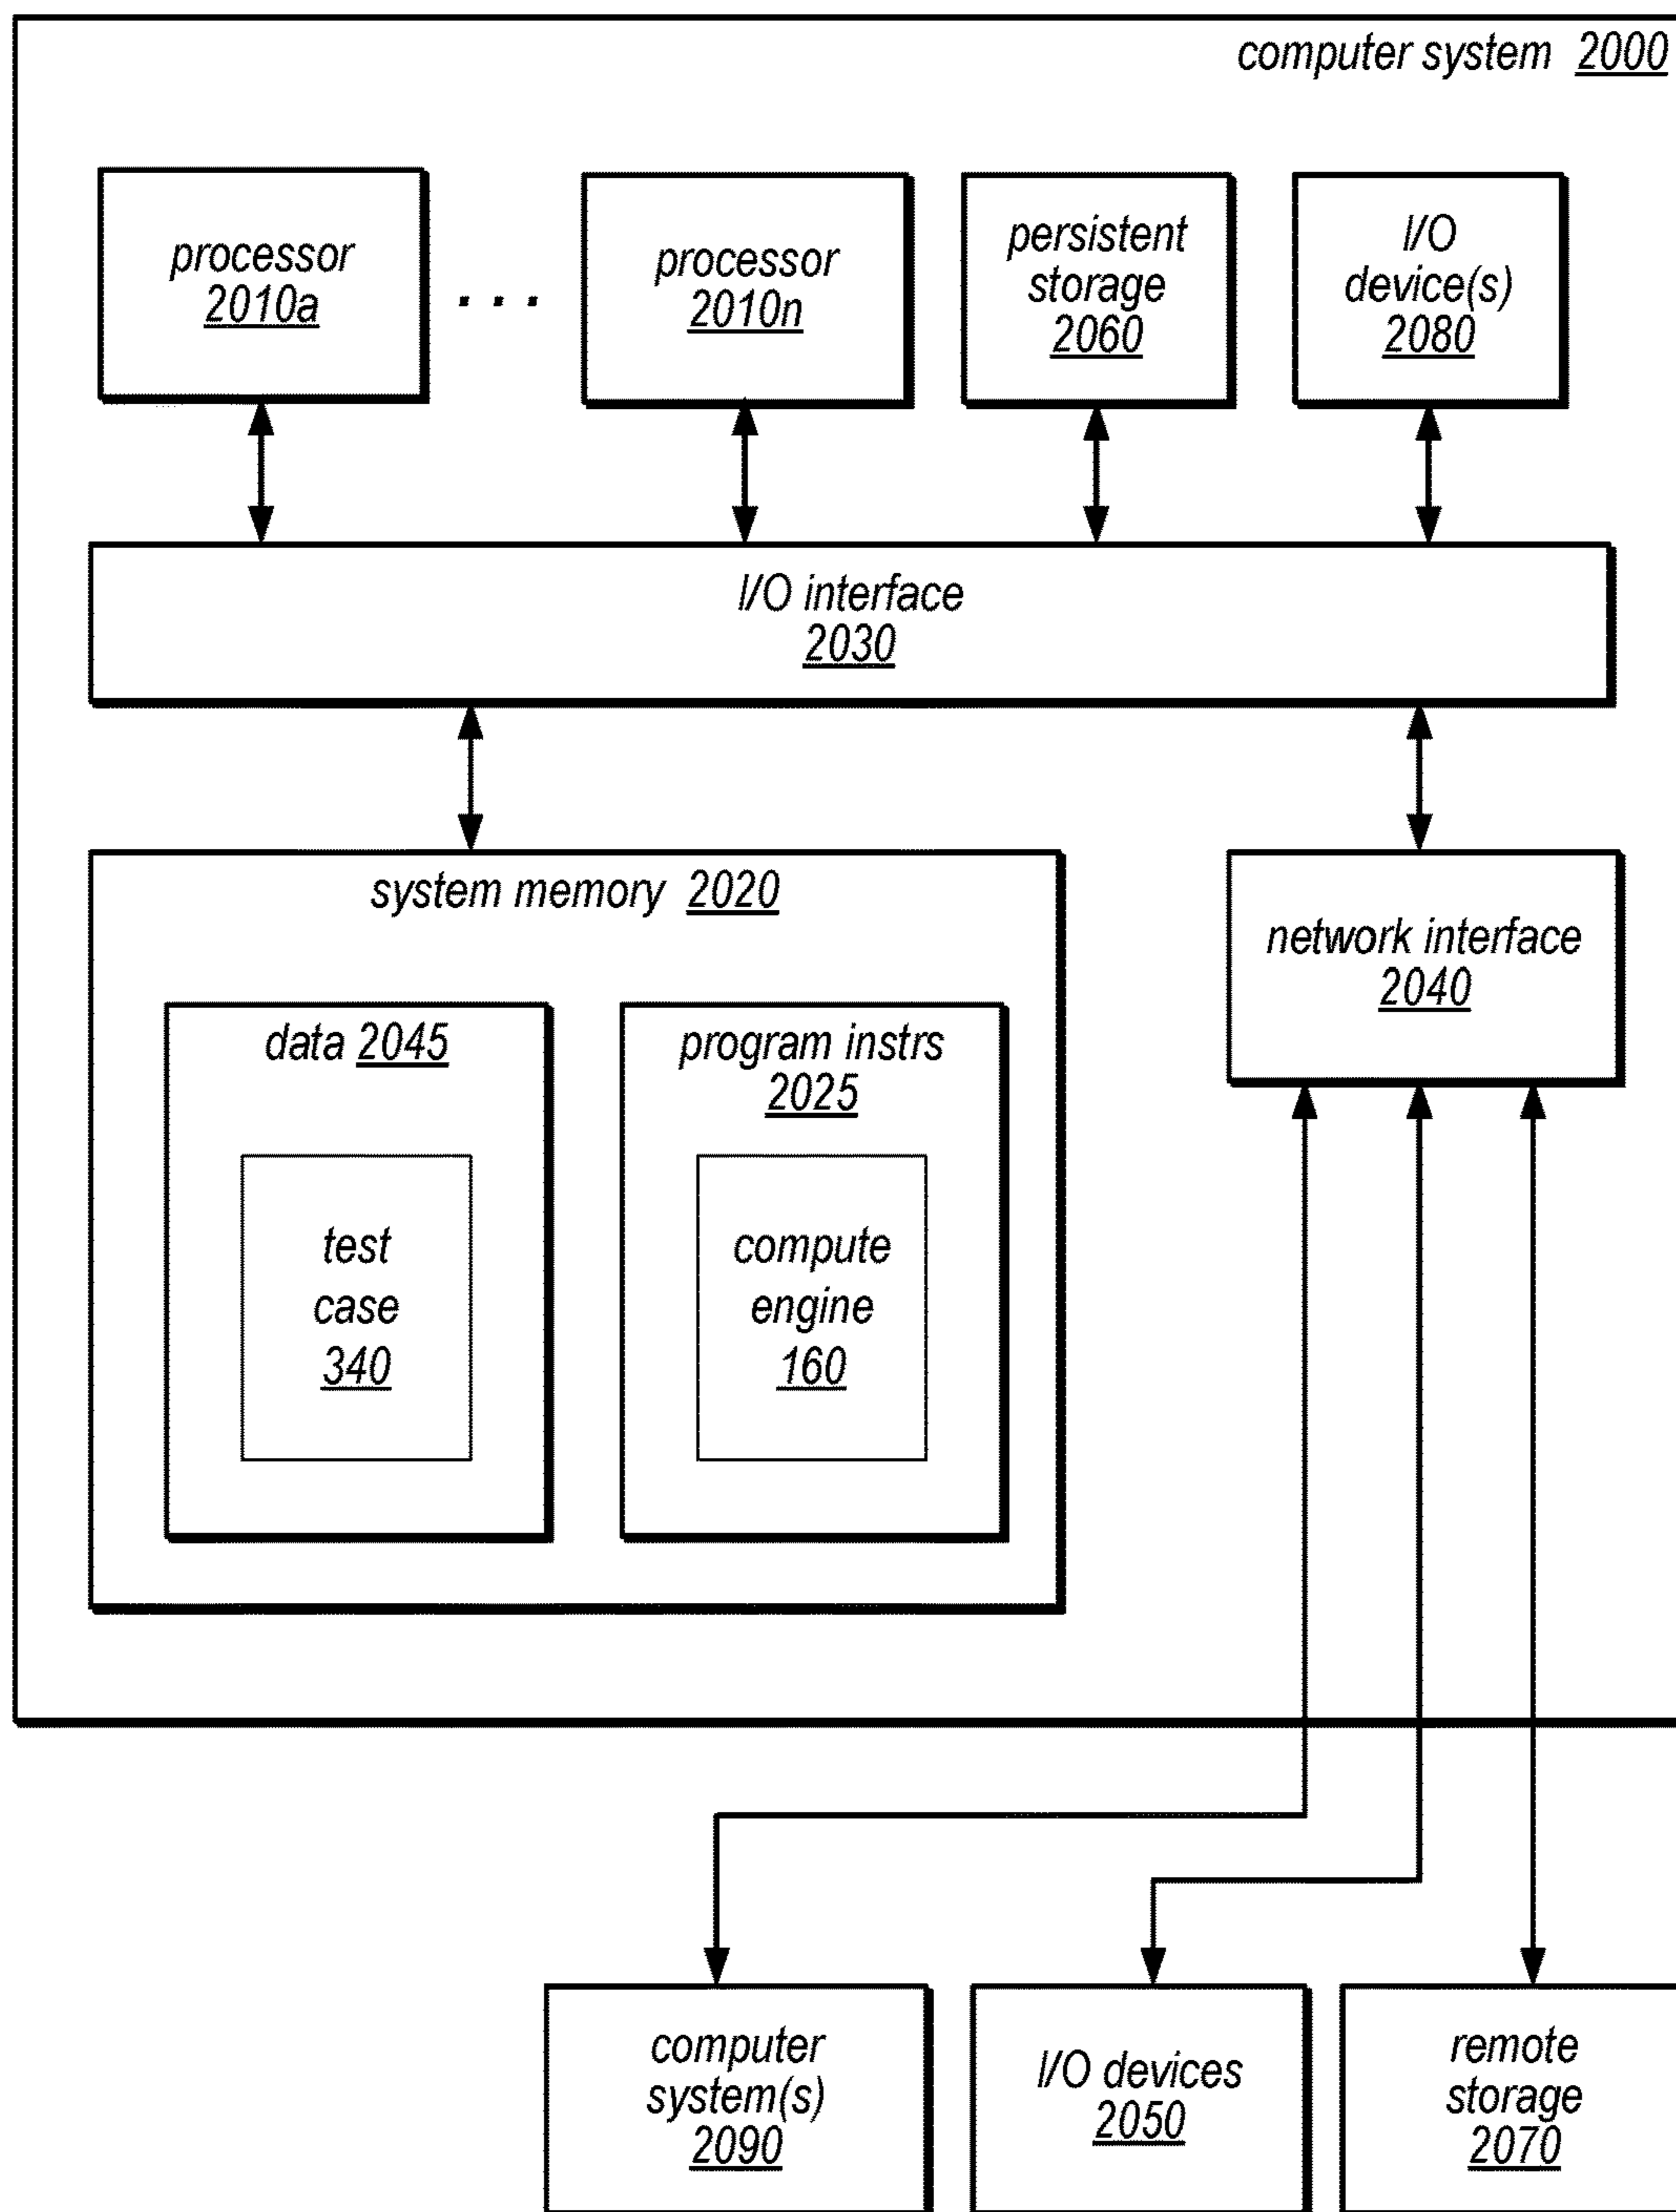 computer system 2000
processor
2010a
. . .
processor
2010n
persistent
storage
2060
I/O
device(s)
2080
I/O interface
2030
system memory 2020
data 2045
test
case
340
program instrs
2025
compute
engine
160
network interface
2040
computer
system(s)
2090
I/O devices
2050
remote
storage
2070